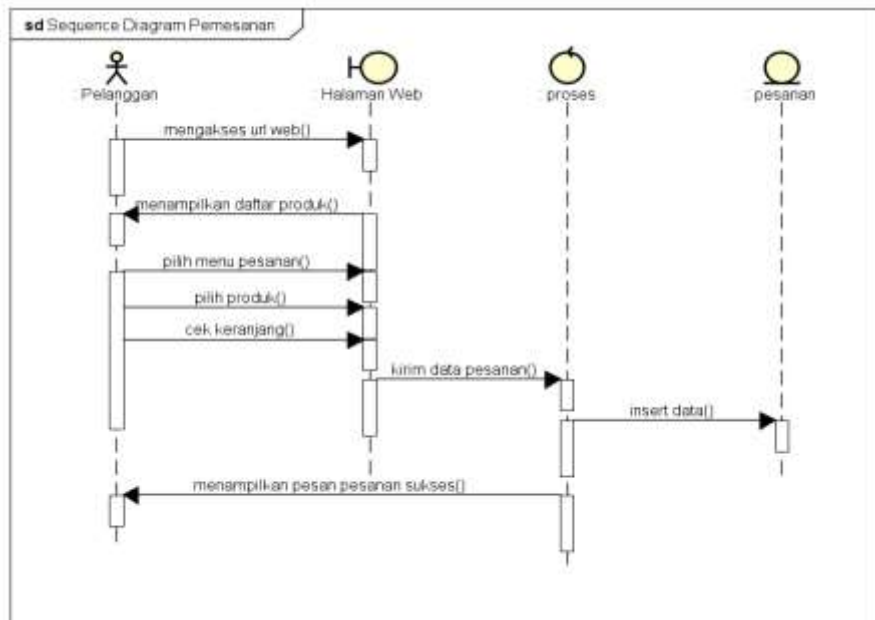 sd Sequence Diagram Pemesanan
Pelanggan
Halaman Web
proses
pesanan
mengakses url web()
menampilkan daftar produk()
pilih menu pesanan()
pilih produk()
cek keranjang()
kirim data pesanan()
insert data()
menampilkan pesan pesanan sukses()